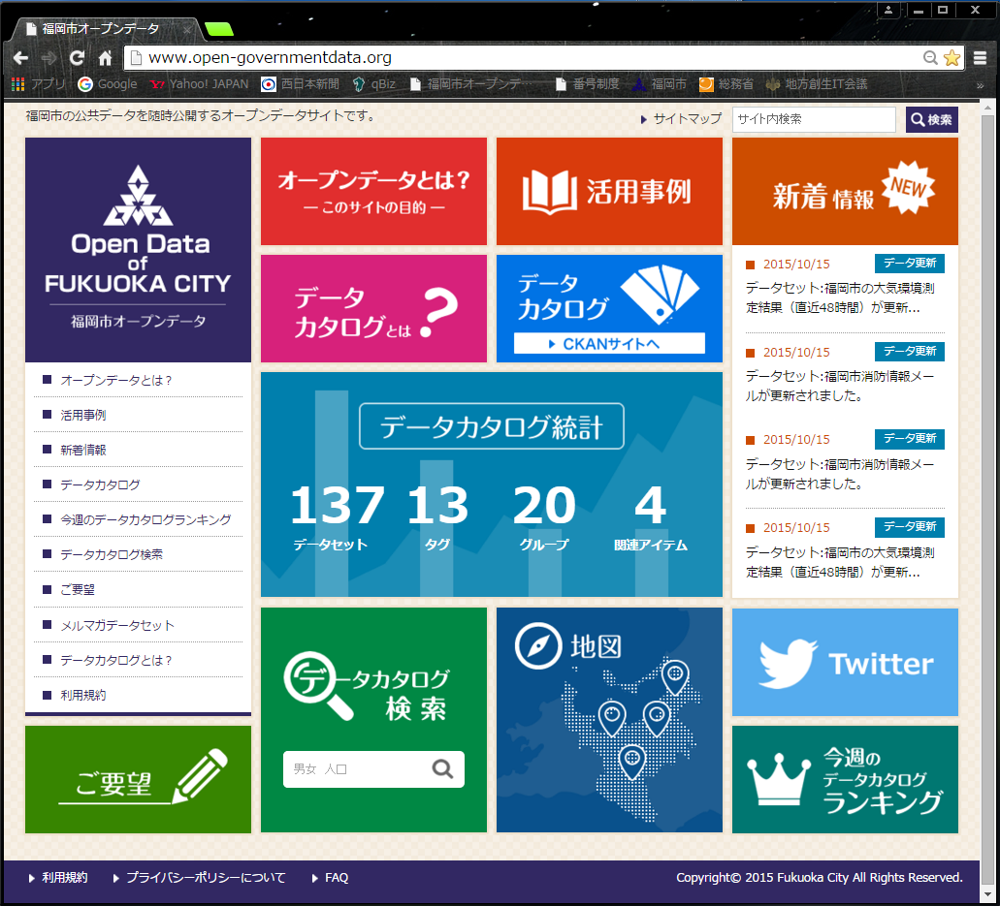 福岡市オープンデータ
www.open-governmentdata.org
アプリ Google Yahoo! JAPAN 西日本新聞 qBiz 福岡市オープンデ… 番号制度 福岡市 総務省 地方創生IT会議
福岡市の公共データを随時公開するオープンデータサイトです。
サイトマップ
サイト内検索
検索
Open Data
of
FUKUOKA CITY
福岡市オープンデータ
オープンデータとは？
活用事例
新着情報
データカタログ
今週のデータカタログランキング
データカタログ検索
ご要望
メルマガデータセット
データカタログとは？
利用規約
ご要望
オープンデータとは？
― このサイトの目的 ―
活用事例
データ
カタログとは？
データ
カタログ
CKANサイトへ
データカタログ統計
137 13 20 4
データセット タグ グループ 関連アイテム
データカタログ
検索
男女 人口
地図
新着情報 NEW
2015/10/15 データ更新
データセット:福岡市の大気環境測
定結果（直近48時間）が更新...
2015/10/15 データ更新
データセット:福岡市消防情報メー
ルが更新されました。
2015/10/15 データ更新
データセット:福岡市消防情報メー
ルが更新されました。
2015/10/15 データ更新
データセット:福岡市の大気環境測
定結果（直近48時間）が更新...
Twitter
今週の
データカタログ
ランキング
利用規約 プライバシーポリシーについて FAQ
Copyright© 2015 Fukuoka City All Rights Reserved.